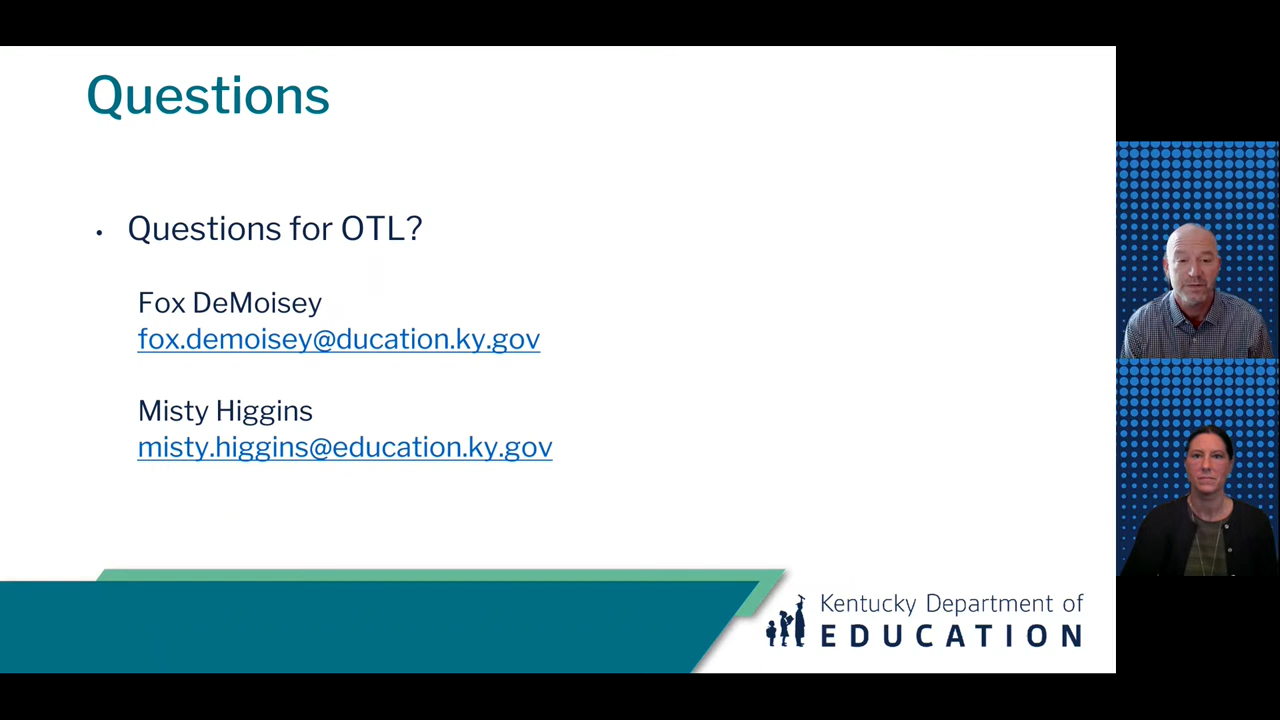 Questions
• Questions for OTL?
Fox DeMoisey
fox.demoisey@ducation.ky.gov
Misty Higgins
misty.higgins@education.ky.gov
Kentucky Department of
EDUCATION